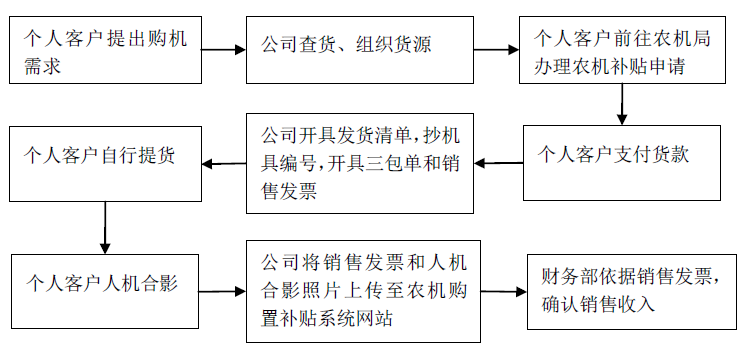 个人客户提出购机
需求
公司查货、组织货源
个人客户前往农机局
办理农机补贴申请
个人客户支付货款
公司开具发货清单，抄机
具编号，开具三包单和销
售发票
个人客户自行提货
个人客户人机合影
公司将销售发票和人机
合影照片上传至农机购
置补贴系统网站
财务部依据销售发票，
确认销售收入